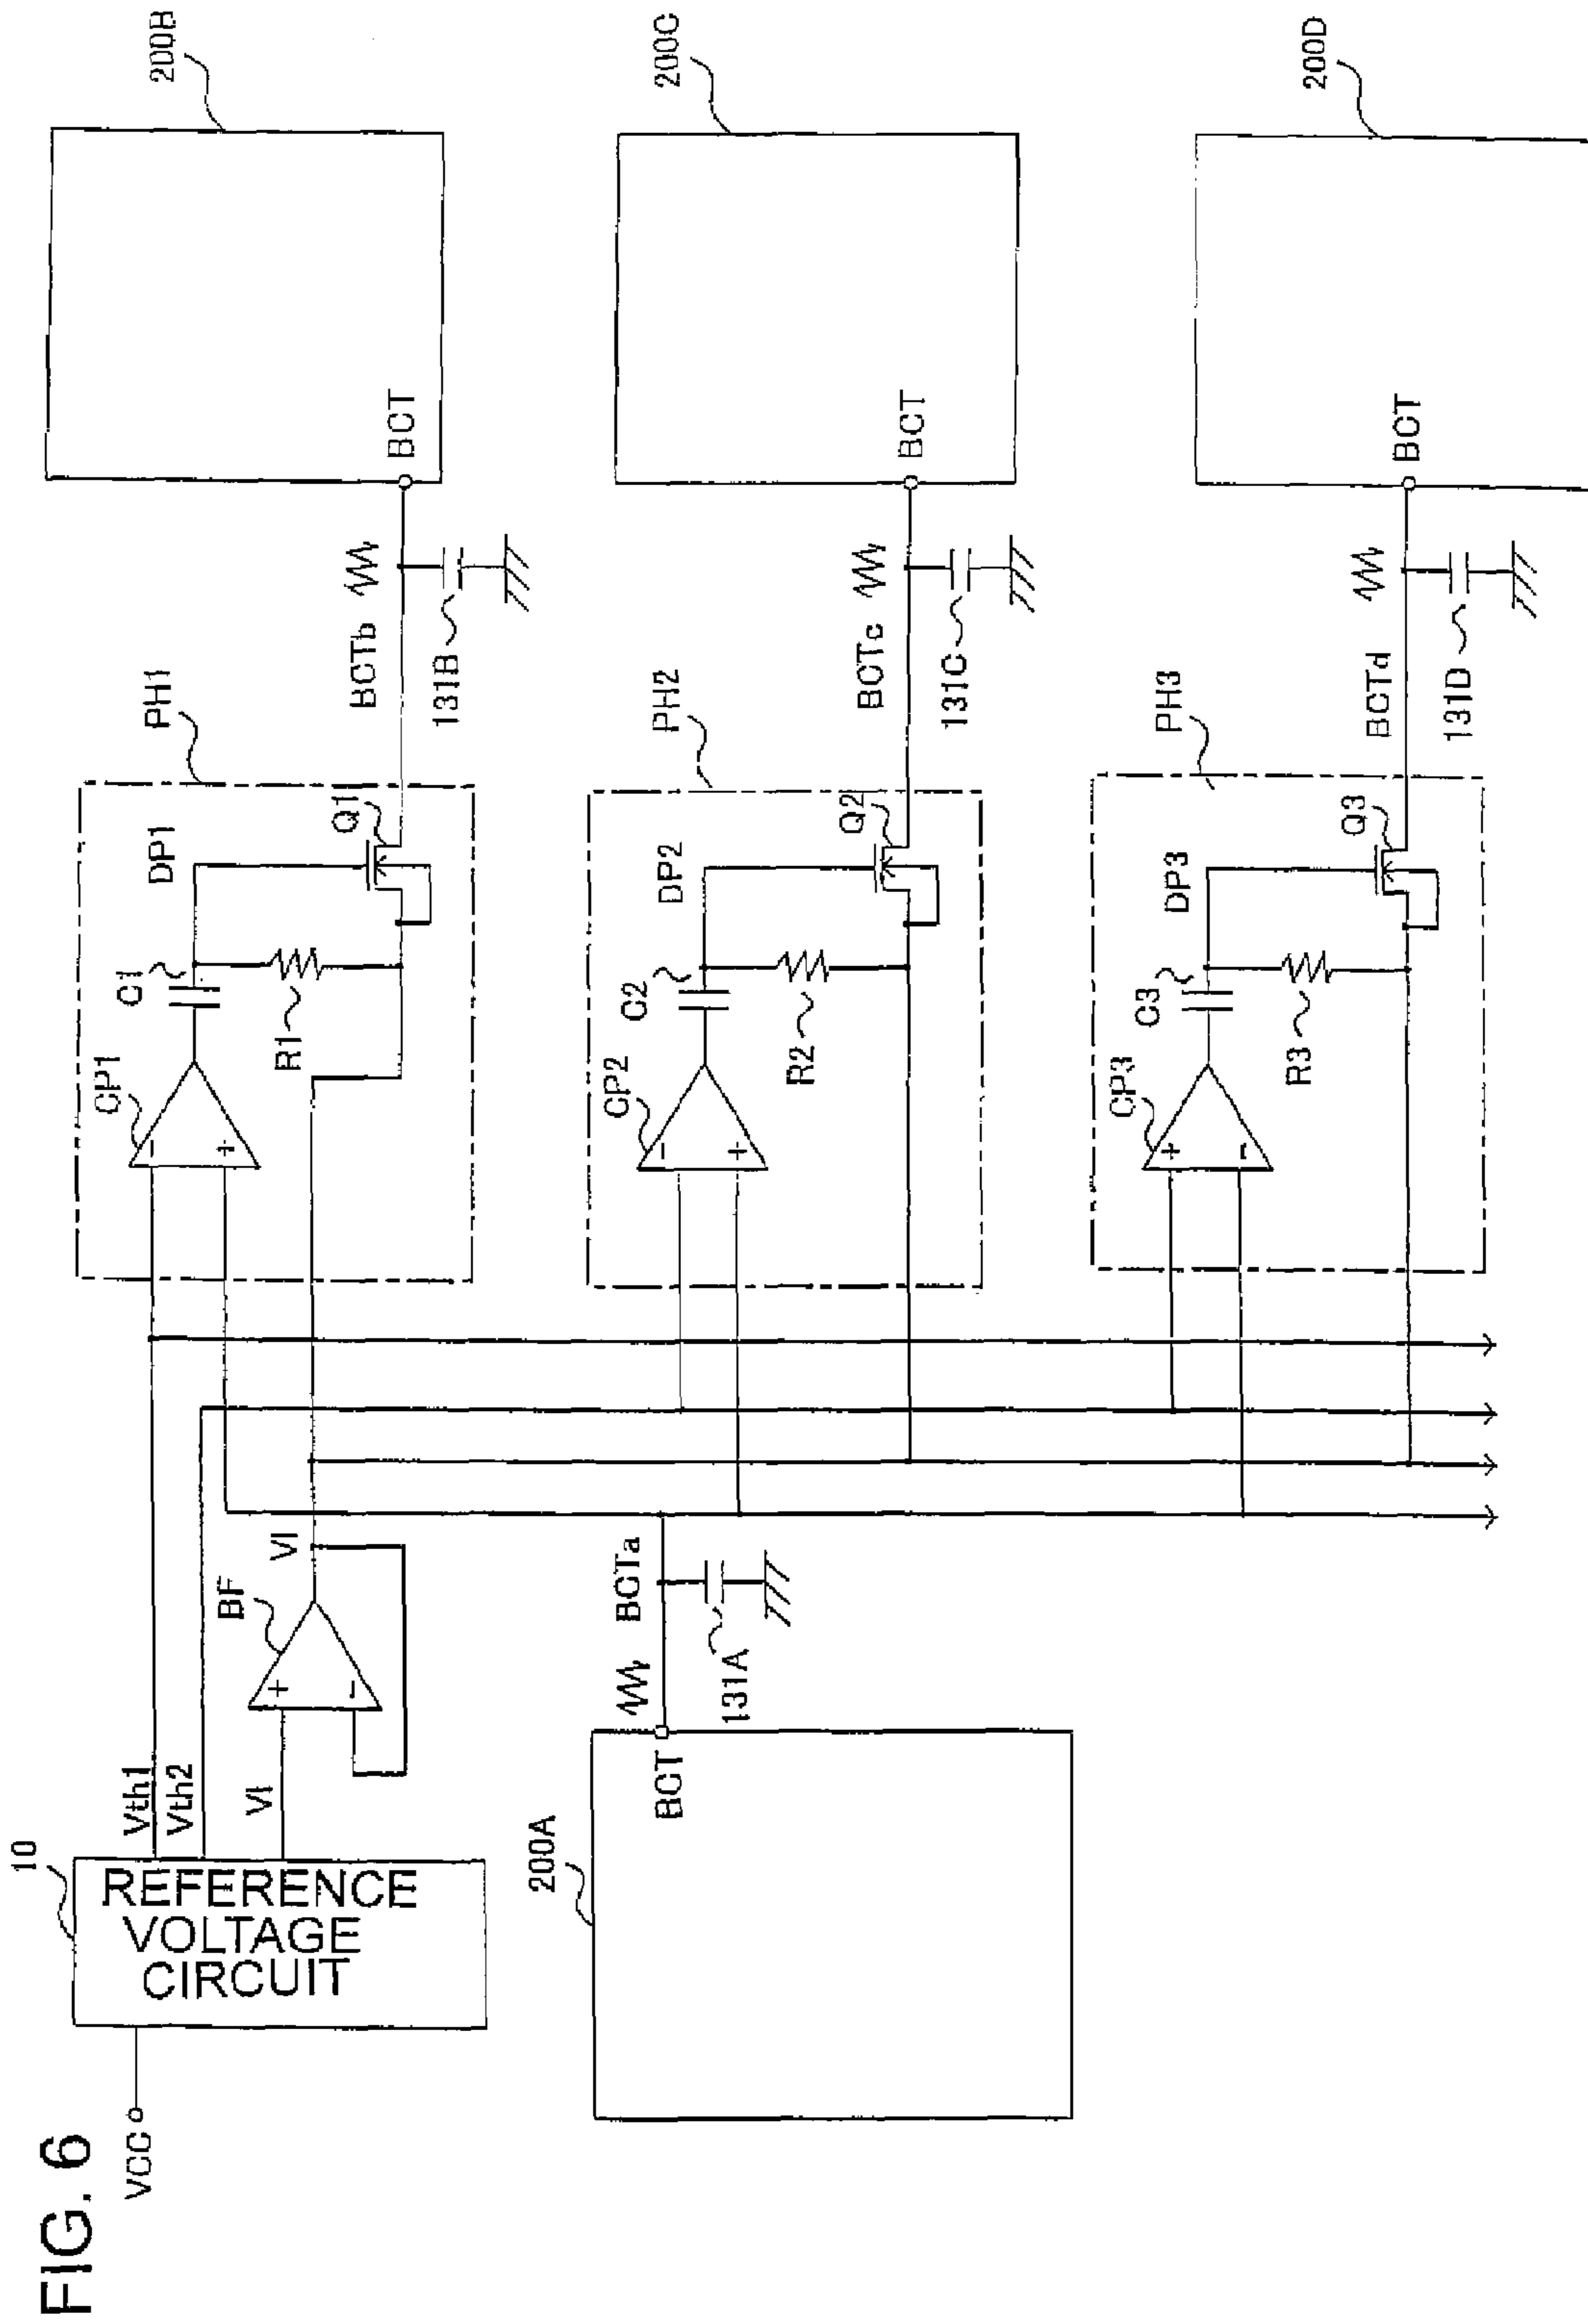 FIG. 6
VCC
10
REFERENCE
VOLTAGE
CIRCUIT
Vth1
Vth2
VI
BF
VI
200A
BCT
BCTa
131A
CP1
C1
R1
DP1
Q1
PH1
BCTb
131B
BCT
200B
CP2
C2
R2
DP2
Q2
PH2
BCTc
131C
BCT
200C
CP3
C3
R3
DP3
Q3
PH3
BCTd
131D
BCT
200D